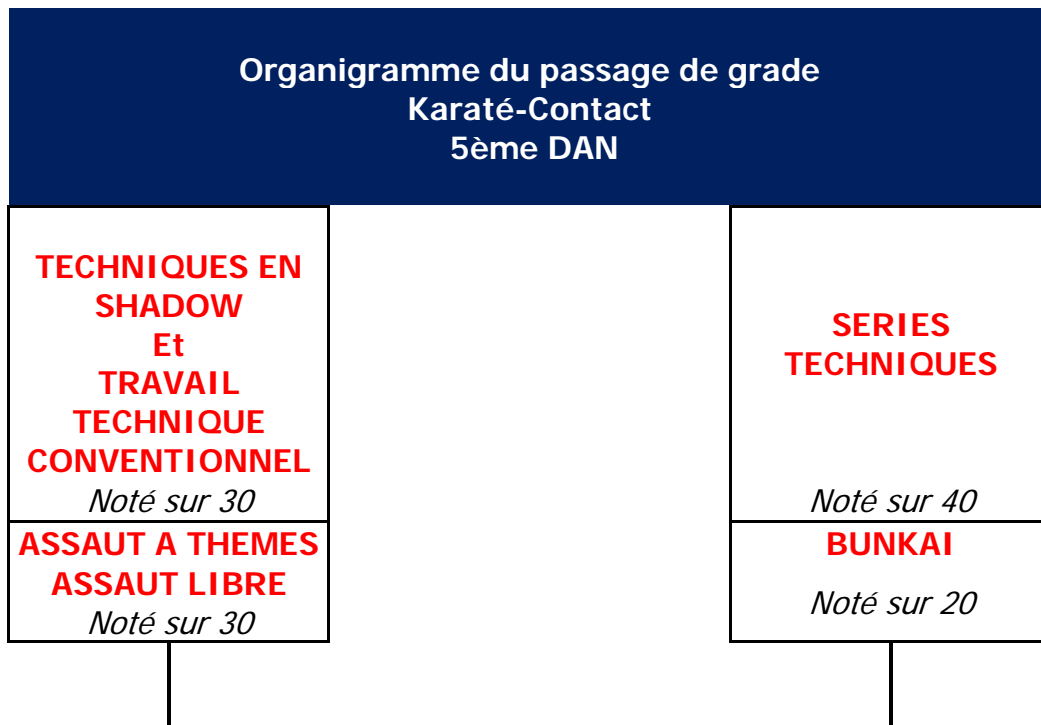 Organigramme du passage de grade
Karaté-Contact
5ème DAN
TECHNIQUES EN
SHADOW
Et
TRAVAIL
TECHNIQUE
CONVENTIONNEL
Noté sur 30
ASSAUT A THEMES
ASSAUT LIBRE
Noté sur 30
SERIES
TECHNIQUES
Noté sur 40
BUNKAI
Noté sur 20